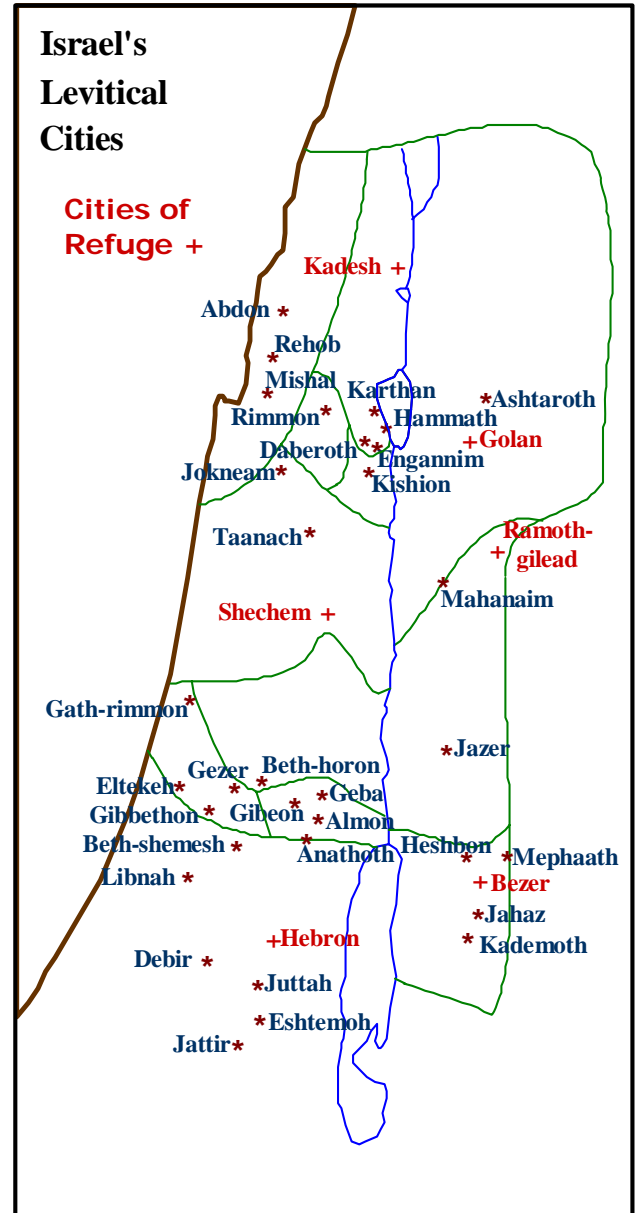 Israel's
Levitical
Cities
Cities of
Refuge +
Kadesh +
Abdon *
Rehob
*
Mishal
*
Karthan
*
Rimmon *
* Ashtaroth
Hammath
*
+ Golan
Daberoth *
* Engannim
Jokneam *
* Kishion
Taanach *
Ramoth-
+ gilead
* Mahanaim
Shechem +
Gath-rimmon *
* Jazer
Beth-horon
*
Gezer
*
Eltekeh *
* Geba
Gibeon *
Gibbethon *
* Almon
* Anathoth
Beth-shemesh *
Heshbon
*
* Mephaath
Libnah *
+ Bezer
* Jahaz
* Kademoth
+ Hebron
Debir *
* Juttah
* Eshtemoh
Jattir *